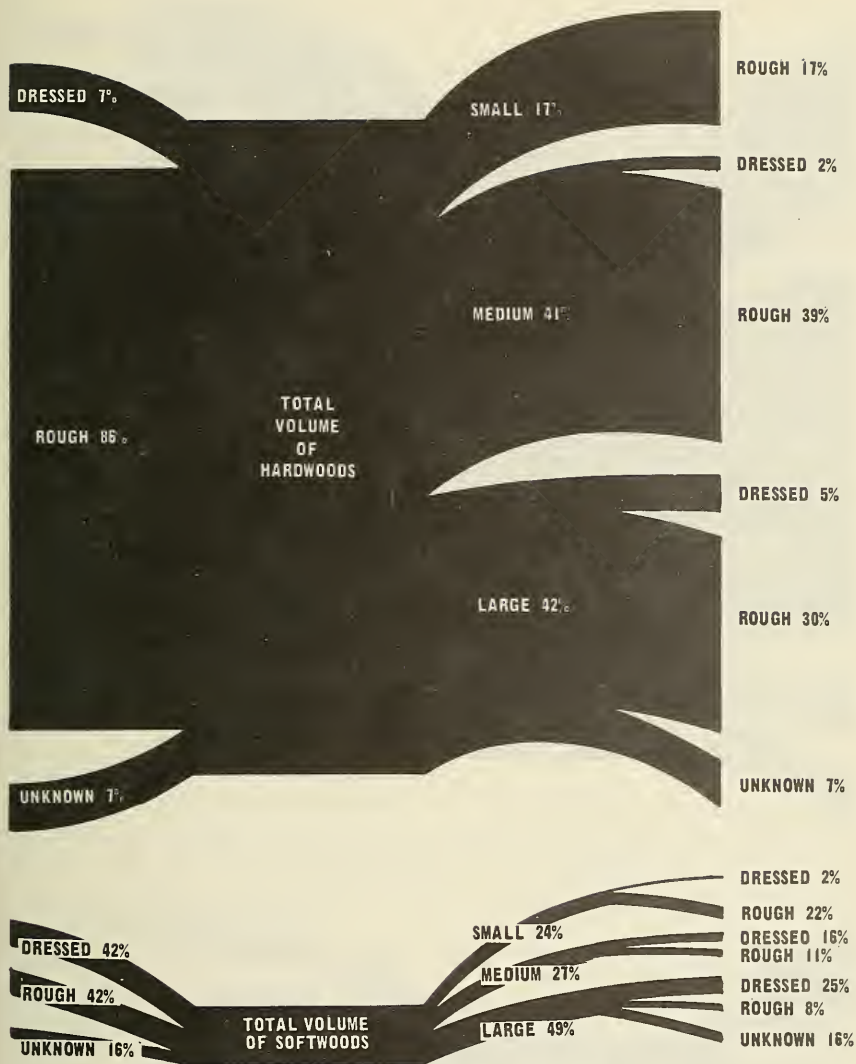 DRESSED 7%
ROUGH 86%
UNKNOWN 7%
TOTAL
VOLUME
OF
HARDWOODS
SMALL 17%
MEDIUM 41%
LARGE 42%
ROUGH 17%
DRESSED 2%
ROUGH 39%
DRESSED 5%
ROUGH 30%
UNKNOWN 7%
DRESSED 42%
ROUGH 42%
UNKNOWN 16%
TOTAL VOLUME
OF SOFTWOODS
SMALL 24%
MEDIUM 27%
LARGE 49%
DRESSED 2%
ROUGH 22%
DRESSED 16%
ROUGH 11%
DRESSED 25%
ROUGH 8%
UNKNOWN 16%